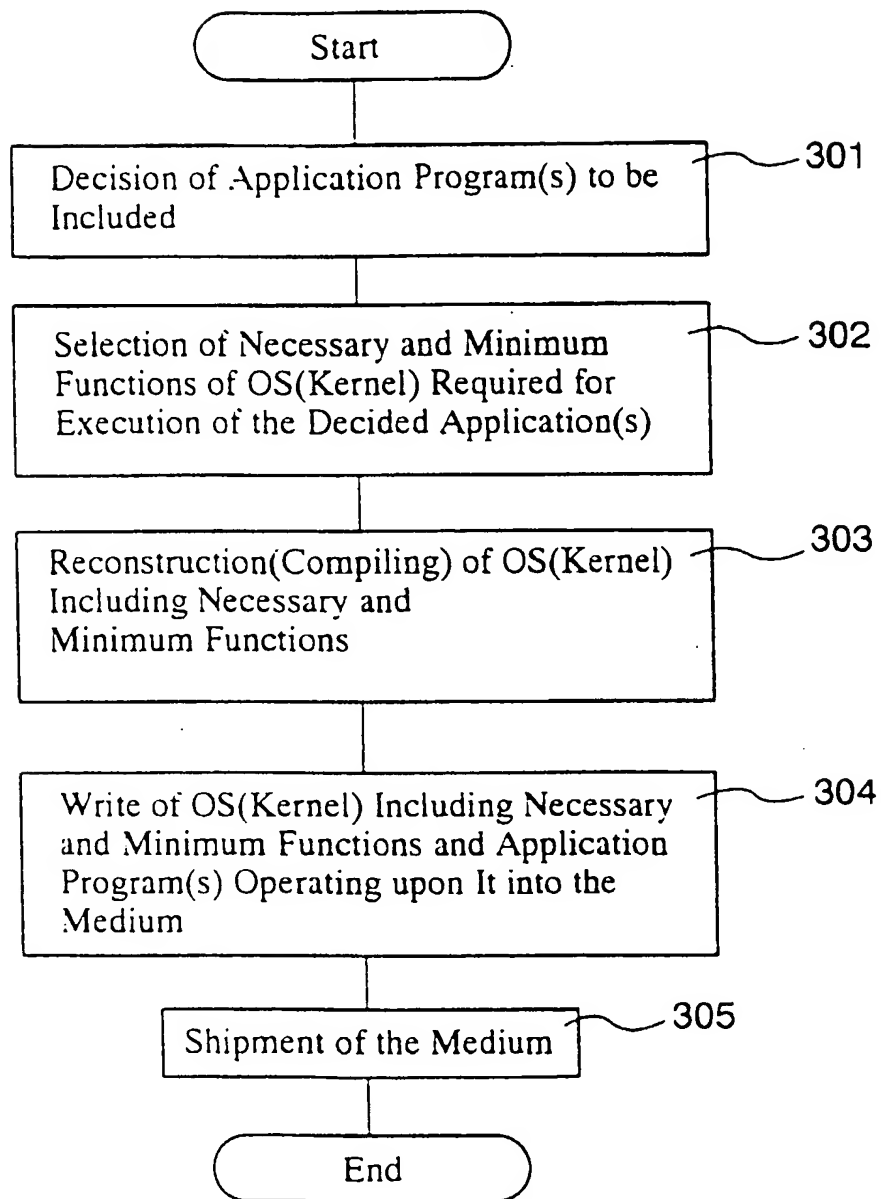 Start
301
Decision of Application Program(s) to be
Included
302
Selection of Necessary and Minimum
Functions of OS(Kernel) Required for
Execution of the Decided Application(s)
303
Reconstruction(Compiling) of OS(Kernel)
Including Necessary and
Minimum Functions
304
Write of OS(Kernel) Including Necessary
and Minimum Functions and Application
Program(s) Operating upon It into the
Medium
305
Shipment of the Medium
End